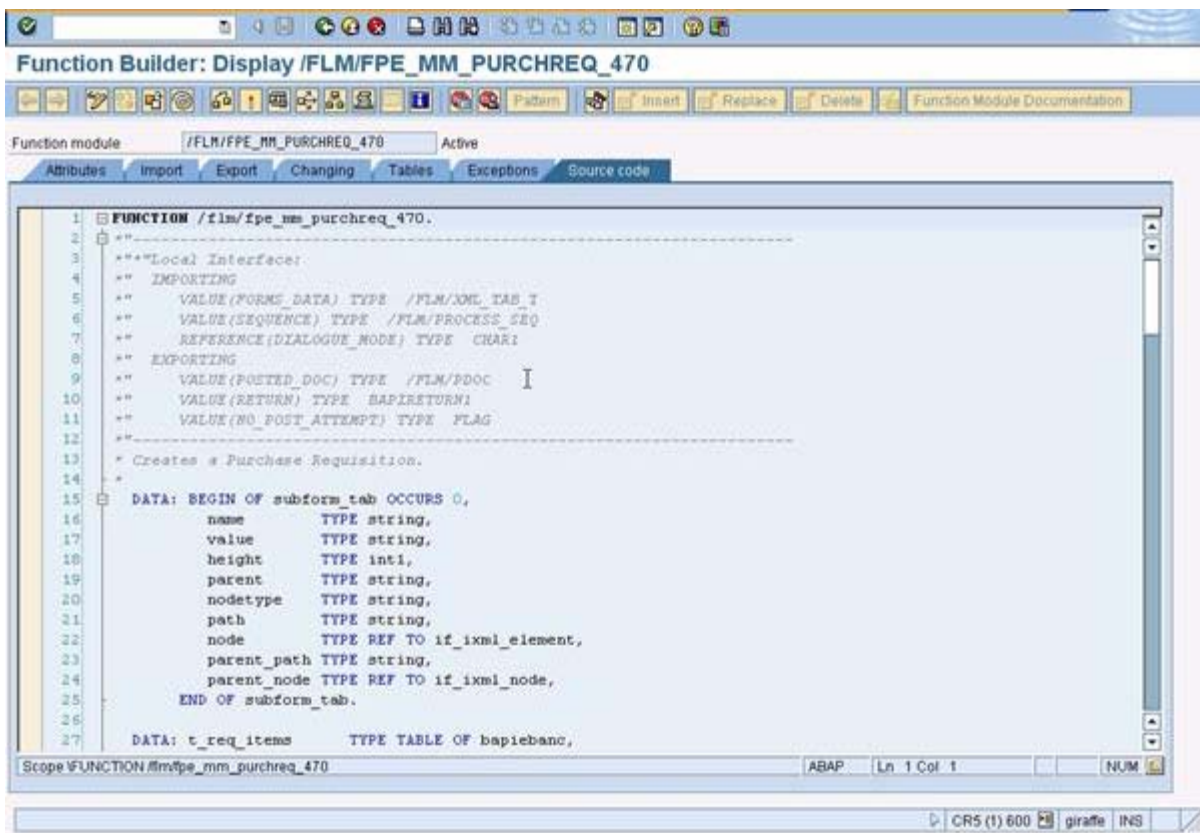 Function Builder: Display /FLM/FPE_MM_PURCHREQ_470
Pattern Insert Replace Delete Function Module Documentation
Function module /FLM/FPE_MM_PURCHREQ_470 Active
Attributes Import Export Changing Tables Exceptions Source code
1 FUNCTION /flm/fpe_mm_purchreq_470.
2 *"----------------------------------------------------------------------
3 *"*"Local Interface:
4 *" IMPORTING
5 *" VALUE(FORMS_DATA) TYPE /FLM/XML_TAB_T
6 *" VALUE(SEQUENCE) TYPE /FLM/PROCESS_SEQ
7 *" REFERENCE(DIALOGUE_MODE) TYPE CHAR1
8 *" EXPORTING
9 *" VALUE(POSTED_DOC) TYPE /FLM/PDOC
10 *" VALUE(RETURN) TYPE BAPIRETURN1
11 *" VALUE(NO_POST_ATTEMPT) TYPE FLAG
12 *"----------------------------------------------------------------------
13 * Creates a Purchase Requisition.
14 *
15 DATA: BEGIN OF subform_tab OCCURS 0,
16 name TYPE string,
17 value TYPE string,
18 height TYPE int1,
19 parent TYPE string,
20 nodetype TYPE string,
21 path TYPE string,
22 node TYPE REF TO if_ixml_element,
23 parent_path TYPE string,
24 parent_node TYPE REF TO if_ixml_node,
25 END OF subform_tab.
26
27 DATA: t_req_items TYPE TABLE OF bapiebanc,
Scope \FUNCTION /flm/fpe_mm_purchreq_470 ABAP Ln 1 Col 1 NUM
CR5 (1) 600 giraffe INS